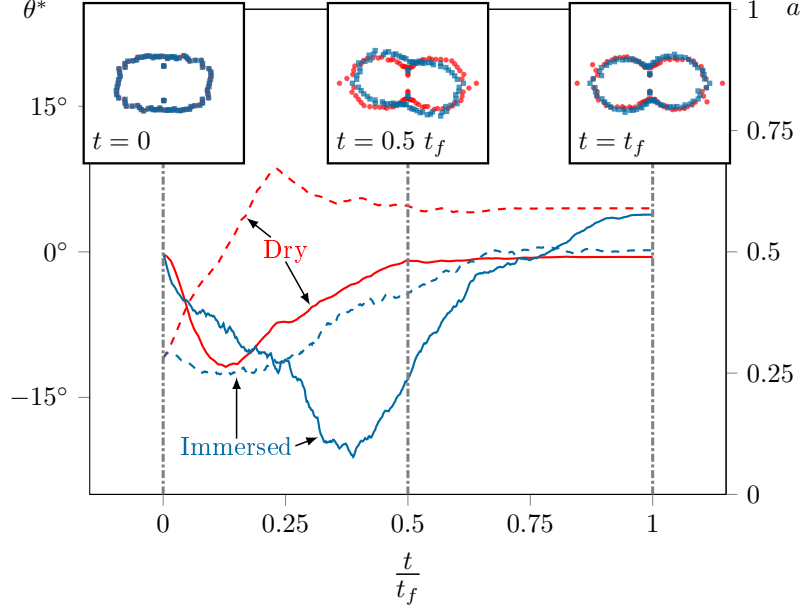 θ* 1 a
t = 0 t = 0.5 t_f t = t_f
15° 0.75
0° Dry 0.5
−15° 0.25
Immersed
0
0 0.25 0.5 0.75 1
t
t_f